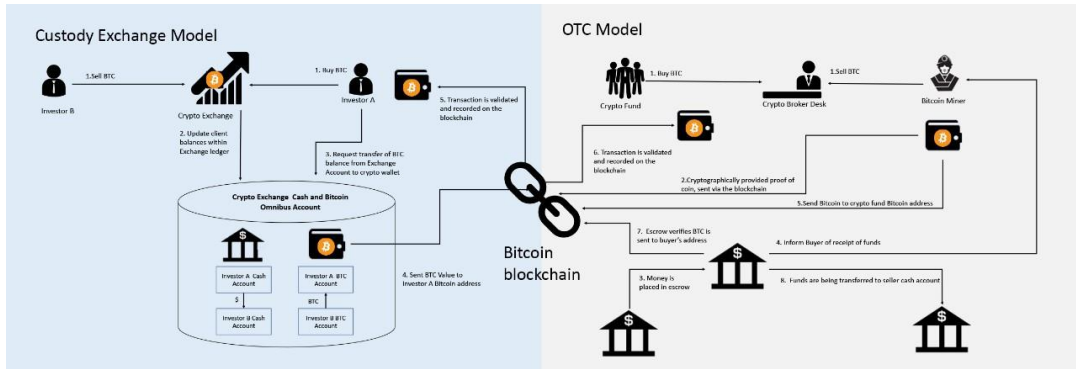 Custody Exchange Model
1.Sell BTC
1. Buy BTC
Investor B
Crypto Exchange
Investor A
2. Update client
balances within
Exchange ledger
3. Request transfer of BTC
balance from Exchange
Account to crypto wallet
5. Transaction is validated
and recorded on the
blockchain
Crypto Exchange Cash and Bitcoin
Omnibus Account
$
Investor A Cash
Account
$
Investor B Cash
Account
Investor A BTC
Account
BTC
Investor B BTC
Account
4. Sent BTC Value to
Investor A Bitcoin address
Bitcoin
blockchain
OTC Model
1. Buy BTC
1.Sell BTC
Crypto Fund
Crypto Broker Desk
Bitcoin Miner
6. Transaction is validated
and recorded on the
blockchain
2.Cryptographically provided proof of
coin, sent via the blockchain
5.Send Bitcoin to crypto fund Bitcoin address
7. Escrow verifies BTC is
sent to buyer's address
$
4. Inform Buyer of receipt of funds
3. Money is
placed in escrow
8. Funds are being transferred to seller cash account
$
$